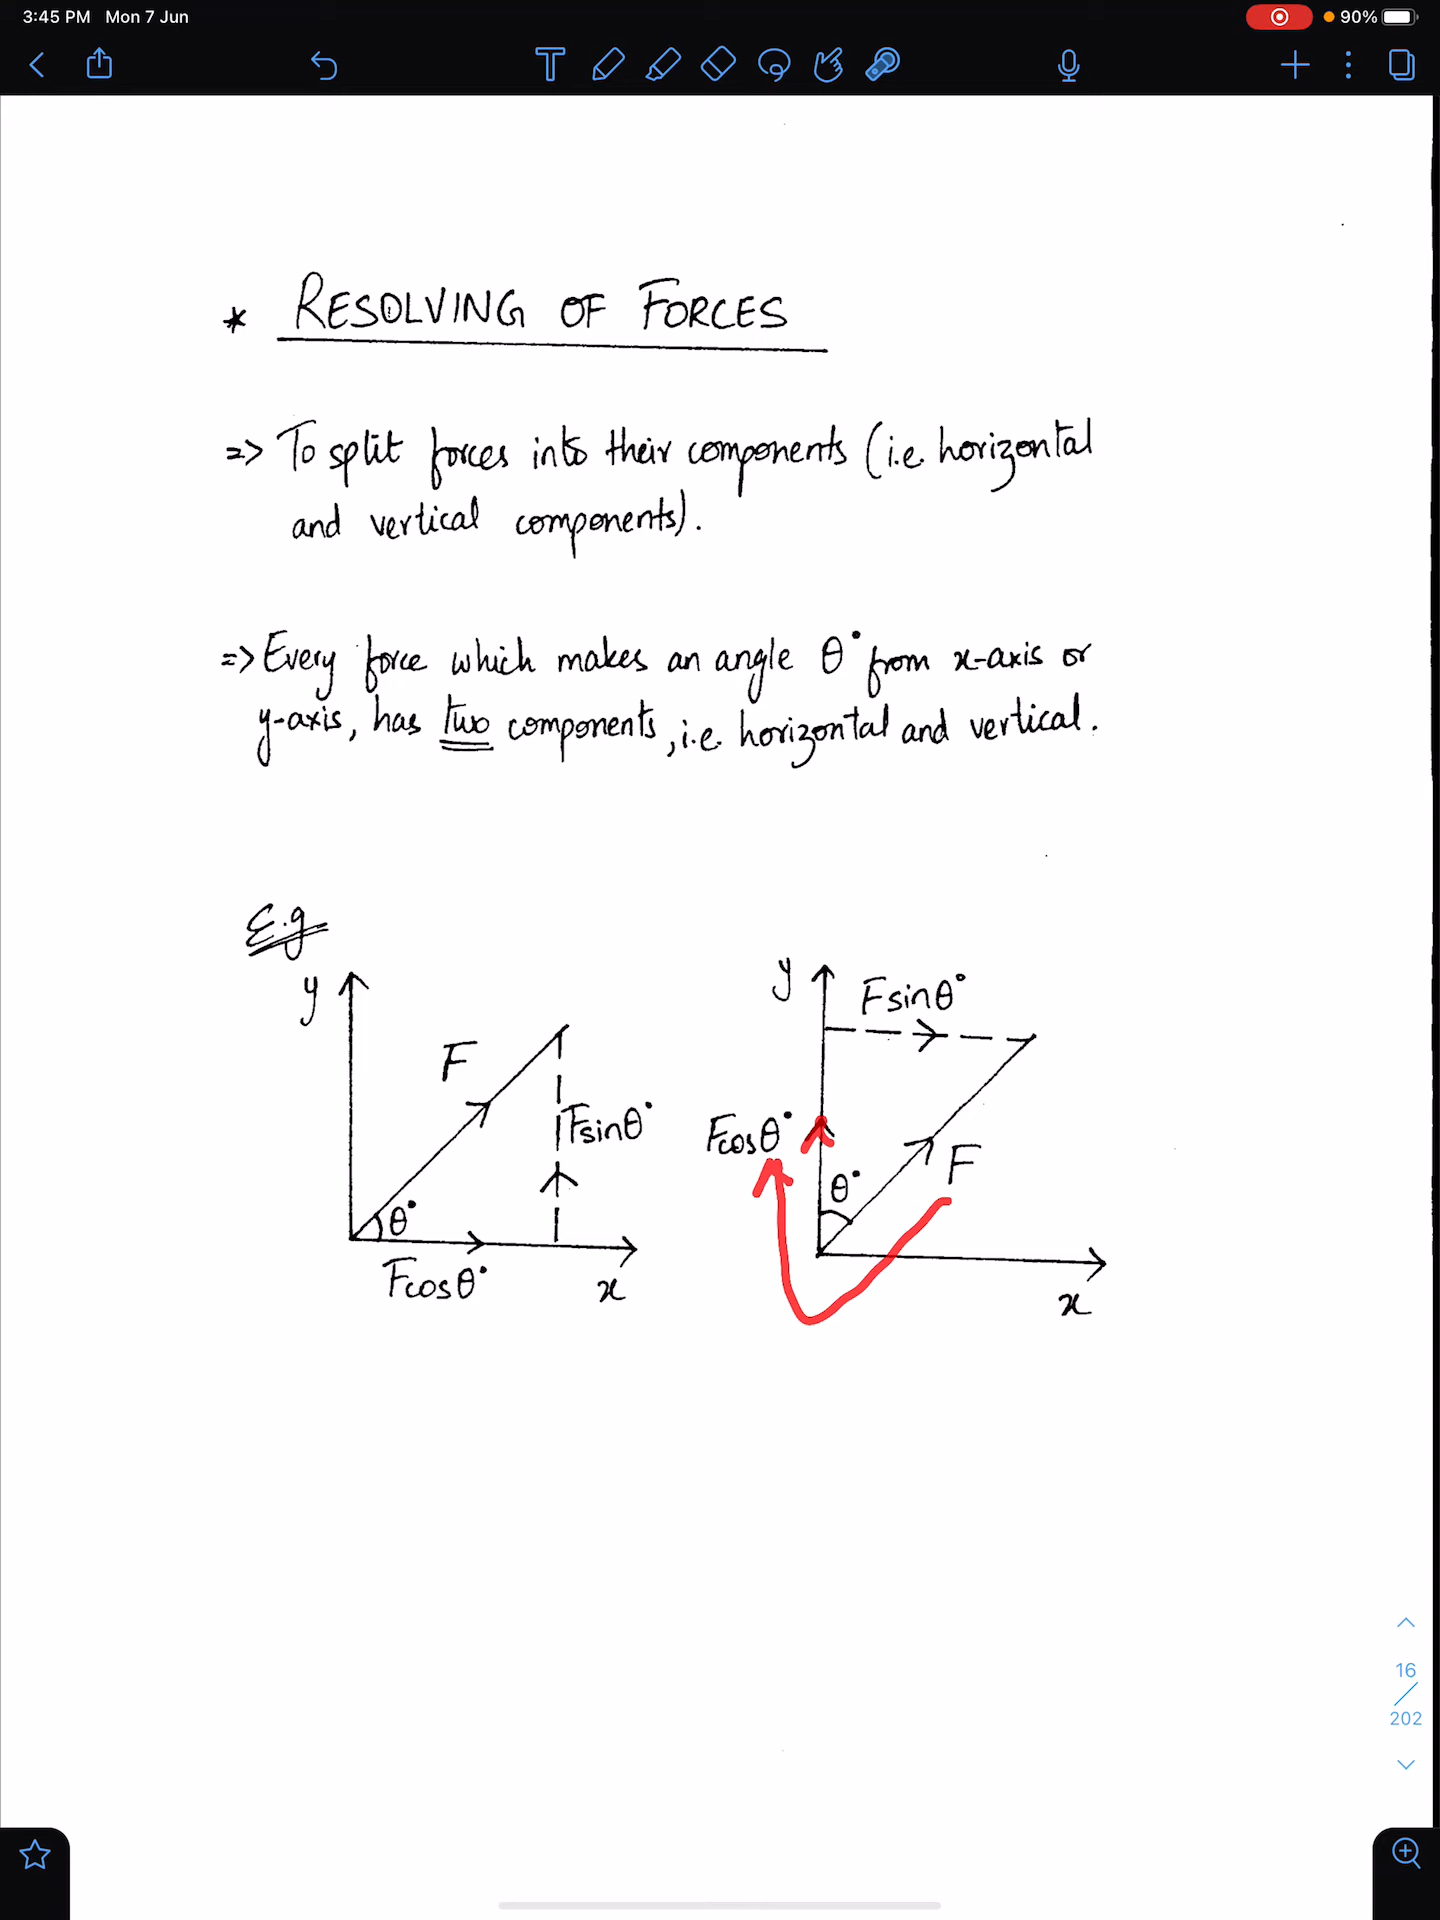 3:45 PM Mon 7 Jun
90%
* RESOLVING OF FORCES
=> To split forces into their components (i.e. horizontal
and vertical components).
=> Every force which makes an angle θ° from x-axis or
y-axis, has two components, i.e. horizontal and vertical.
E.g
y
F
Fsinθ°
θ°
Fcosθ°
x
y
Fsinθ°
Fcosθ°
θ°
F
x
16
/
202